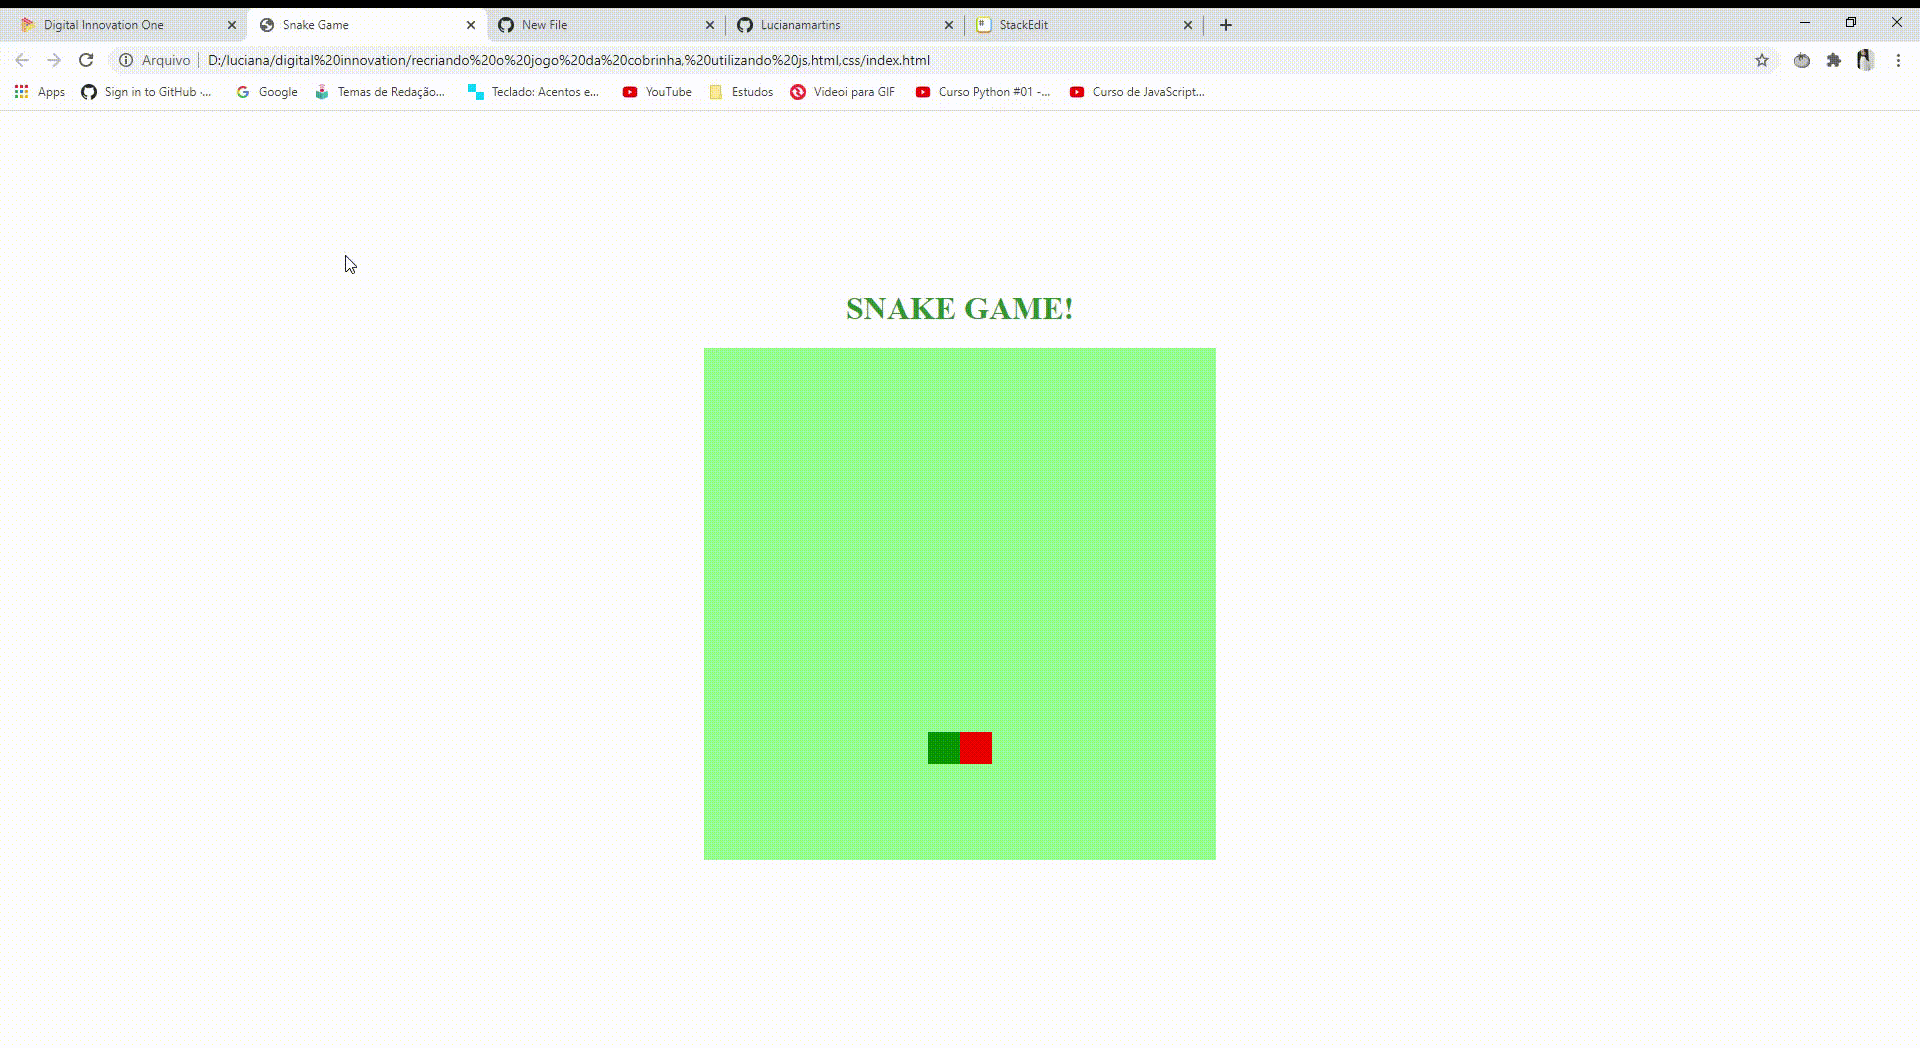 Digital Innovation One
Snake Game
New File
Lucianamartins
StackEdit
Arquivo
D:/luciana/digital%20innovation/recriando%20o%20jogo%20da%20cobrinha,%20utilizando%20js,html,css/index.html
Apps
Sign in to GitHub ·...
Google
Temas de Redação...
Teclado: Acentos e...
YouTube
Estudos
Videoi para GIF
Curso Python #01 -...
Curso de JavaScript...
SNAKE GAME!